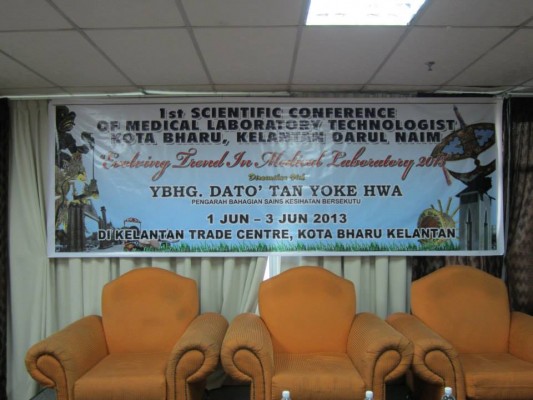 1st SCIENTIFIC CONFERENCE
OF MEDICAL LABORATORY TECHNOLOGIST
KOTA BHARU, KELANTAN DARUL NAIM
Evolving Trend In Medical Laboratory 2013
YBHG. DATO' TAN YOKE HWA
PENGARAH BAHAGIAN SAINS KESIHATAN BERSEKUTU
1 JUN – 3 JUN 2013
DI KELANTAN TRADE CENTRE, KOTA BHARU KELANTAN